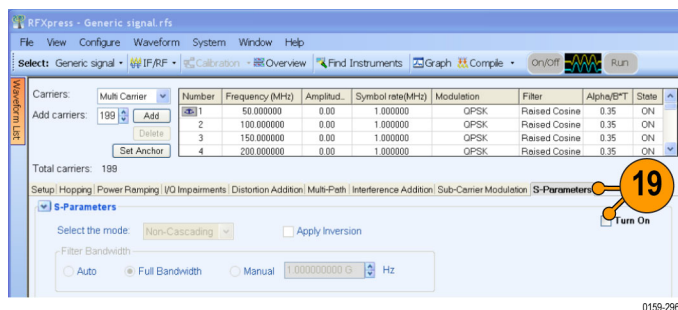 RFXpress - Generic signal.rfs
File View Configure Waveform System Window Help
Select: Generic signal IF/RF Calibration Overview Find Instruments Graph Compile On/Off Run
Waveform List
Carriers: Multi Carrier
Number Frequency (MHz) Amplitud.. Symbol rate(MHz) Modulation Filter Alpha/B*T State
1 50.000000 0.00 1.000000 QPSK Raised Cosine 0.35 ON
Add carriers: 199 Add
2 100.000000 0.00 1.000000 QPSK Raised Cosine 0.35 ON
Delete
3 150.000000 0.00 1.000000 QPSK Raised Cosine 0.35 ON
Set Anchor
4 200.000000 0.00 1.000000 QPSK Raised Cosine 0.35 ON
Total carriers: 199
Setup Hopping Power Ramping I/Q Impairments Distortion Addition Multi-Path Interference Addition Sub-Carrier Modulation S-Parameters
19
S-Parameters
Turn On
Select the mode: Non-Cascading Apply Inversion
Filter Bandwidth
Auto Full Bandwidth Manual 1.000000000 G Hz
0159-296